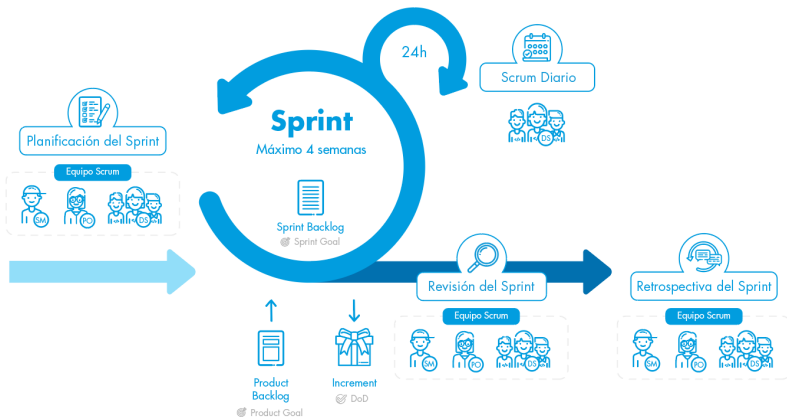 24h
Scrum Diario
DS
Sprint
Máximo 4 semanas
Planificación del Sprint
Equipo Scrum
SM
PO
DS
Sprint Backlog
Sprint Goal
Revisión del Sprint
Equipo Scrum
SM
PO
DS
Retrospectiva del Sprint
Equipo Scrum
SM
PO
DS
Product
Backlog
Product Goal
Increment
DoD